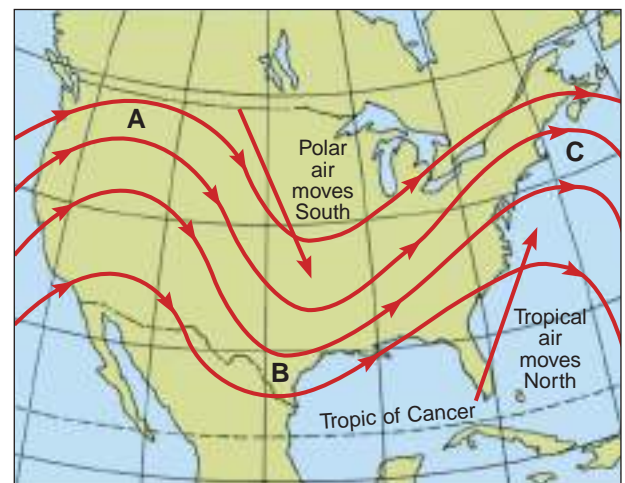 A
Polar
air
moves
South
C
B
Tropical
air
moves
North
Tropic of Cancer